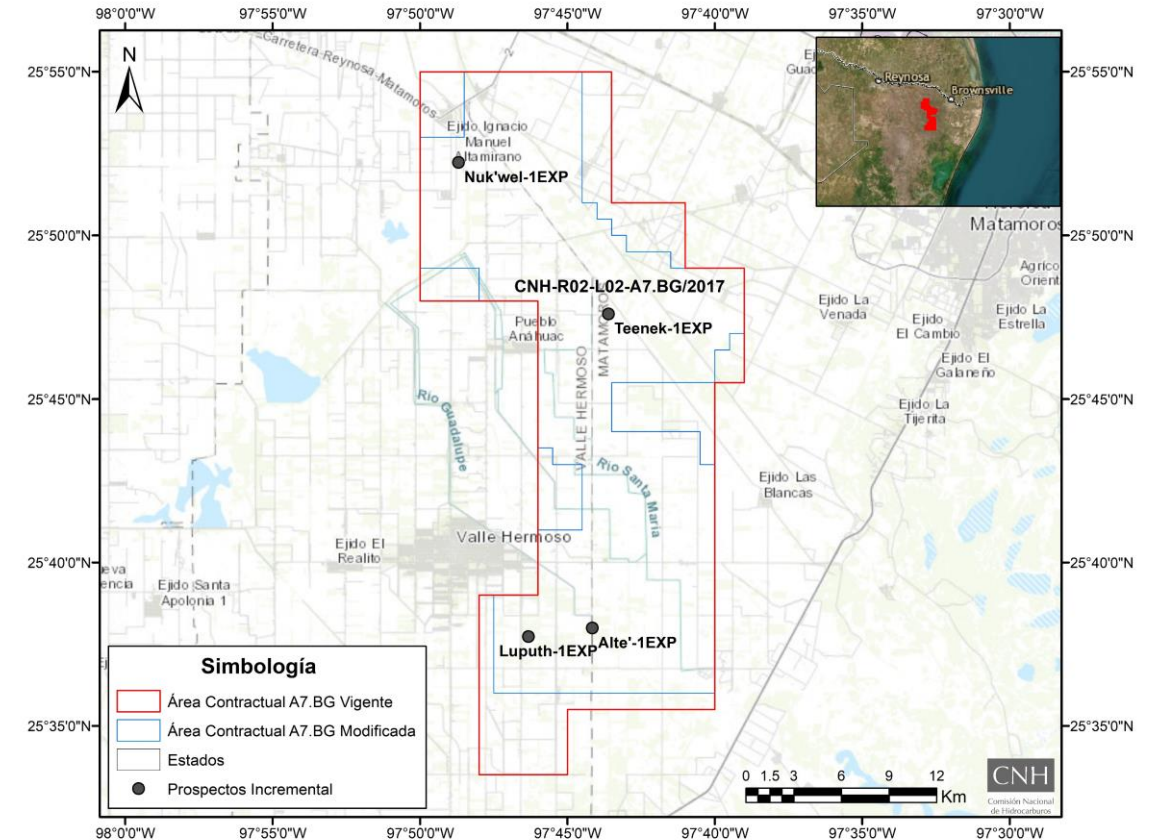 98°0'0"W 97°55'0"W 97°50'0"W 97°45'0"W 97°40'0"W 97°35'0"W 97°30'0"W
N
25°55'0"N
25°50'0"N
25°45'0"N
25°40'0"N
25°35'0"N
Carretera-Reynosa-Matamoros
2
Reynosa
Brownsville
Ejido Ignacio
Manuel
Altamirano
Nuk'wel-1EXP
Matamoros
CNH-R02-L02-A7.BG/2017
Teenek-1EXP
Pueblo
Anáhuac
VALLE HERMOSO
MATAMOROS
Agrico
Orient
Ejido La
Venada
Ejido
El Cambio
Ejido La
Estrella
Ejido El
Galaneño
Ejido La
Tijerita
Rio Guadalupe
Rio Santa Maria
Ejido Las
Blancas
Valle Hermoso
Ejido El
Realito
Ejido Santa
Apolonia 1
Luputh-1EXP
Alte'-1EXP
25°55'0"N
25°50'0"N
25°45'0"N
25°40'0"N
25°35'0"N
Simbología
Área Contractual A7.BG Vigente
Área Contractual A7.BG Modificada
Estados
Prospectos Incremental
0 1.5 3 6 9 12
Km
CNH
Comisión Nacional
de Hidrocarburos
98°0'0"W 97°55'0"W 97°50'0"W 97°45'0"W 97°40'0"W 97°35'0"W 97°30'0"W